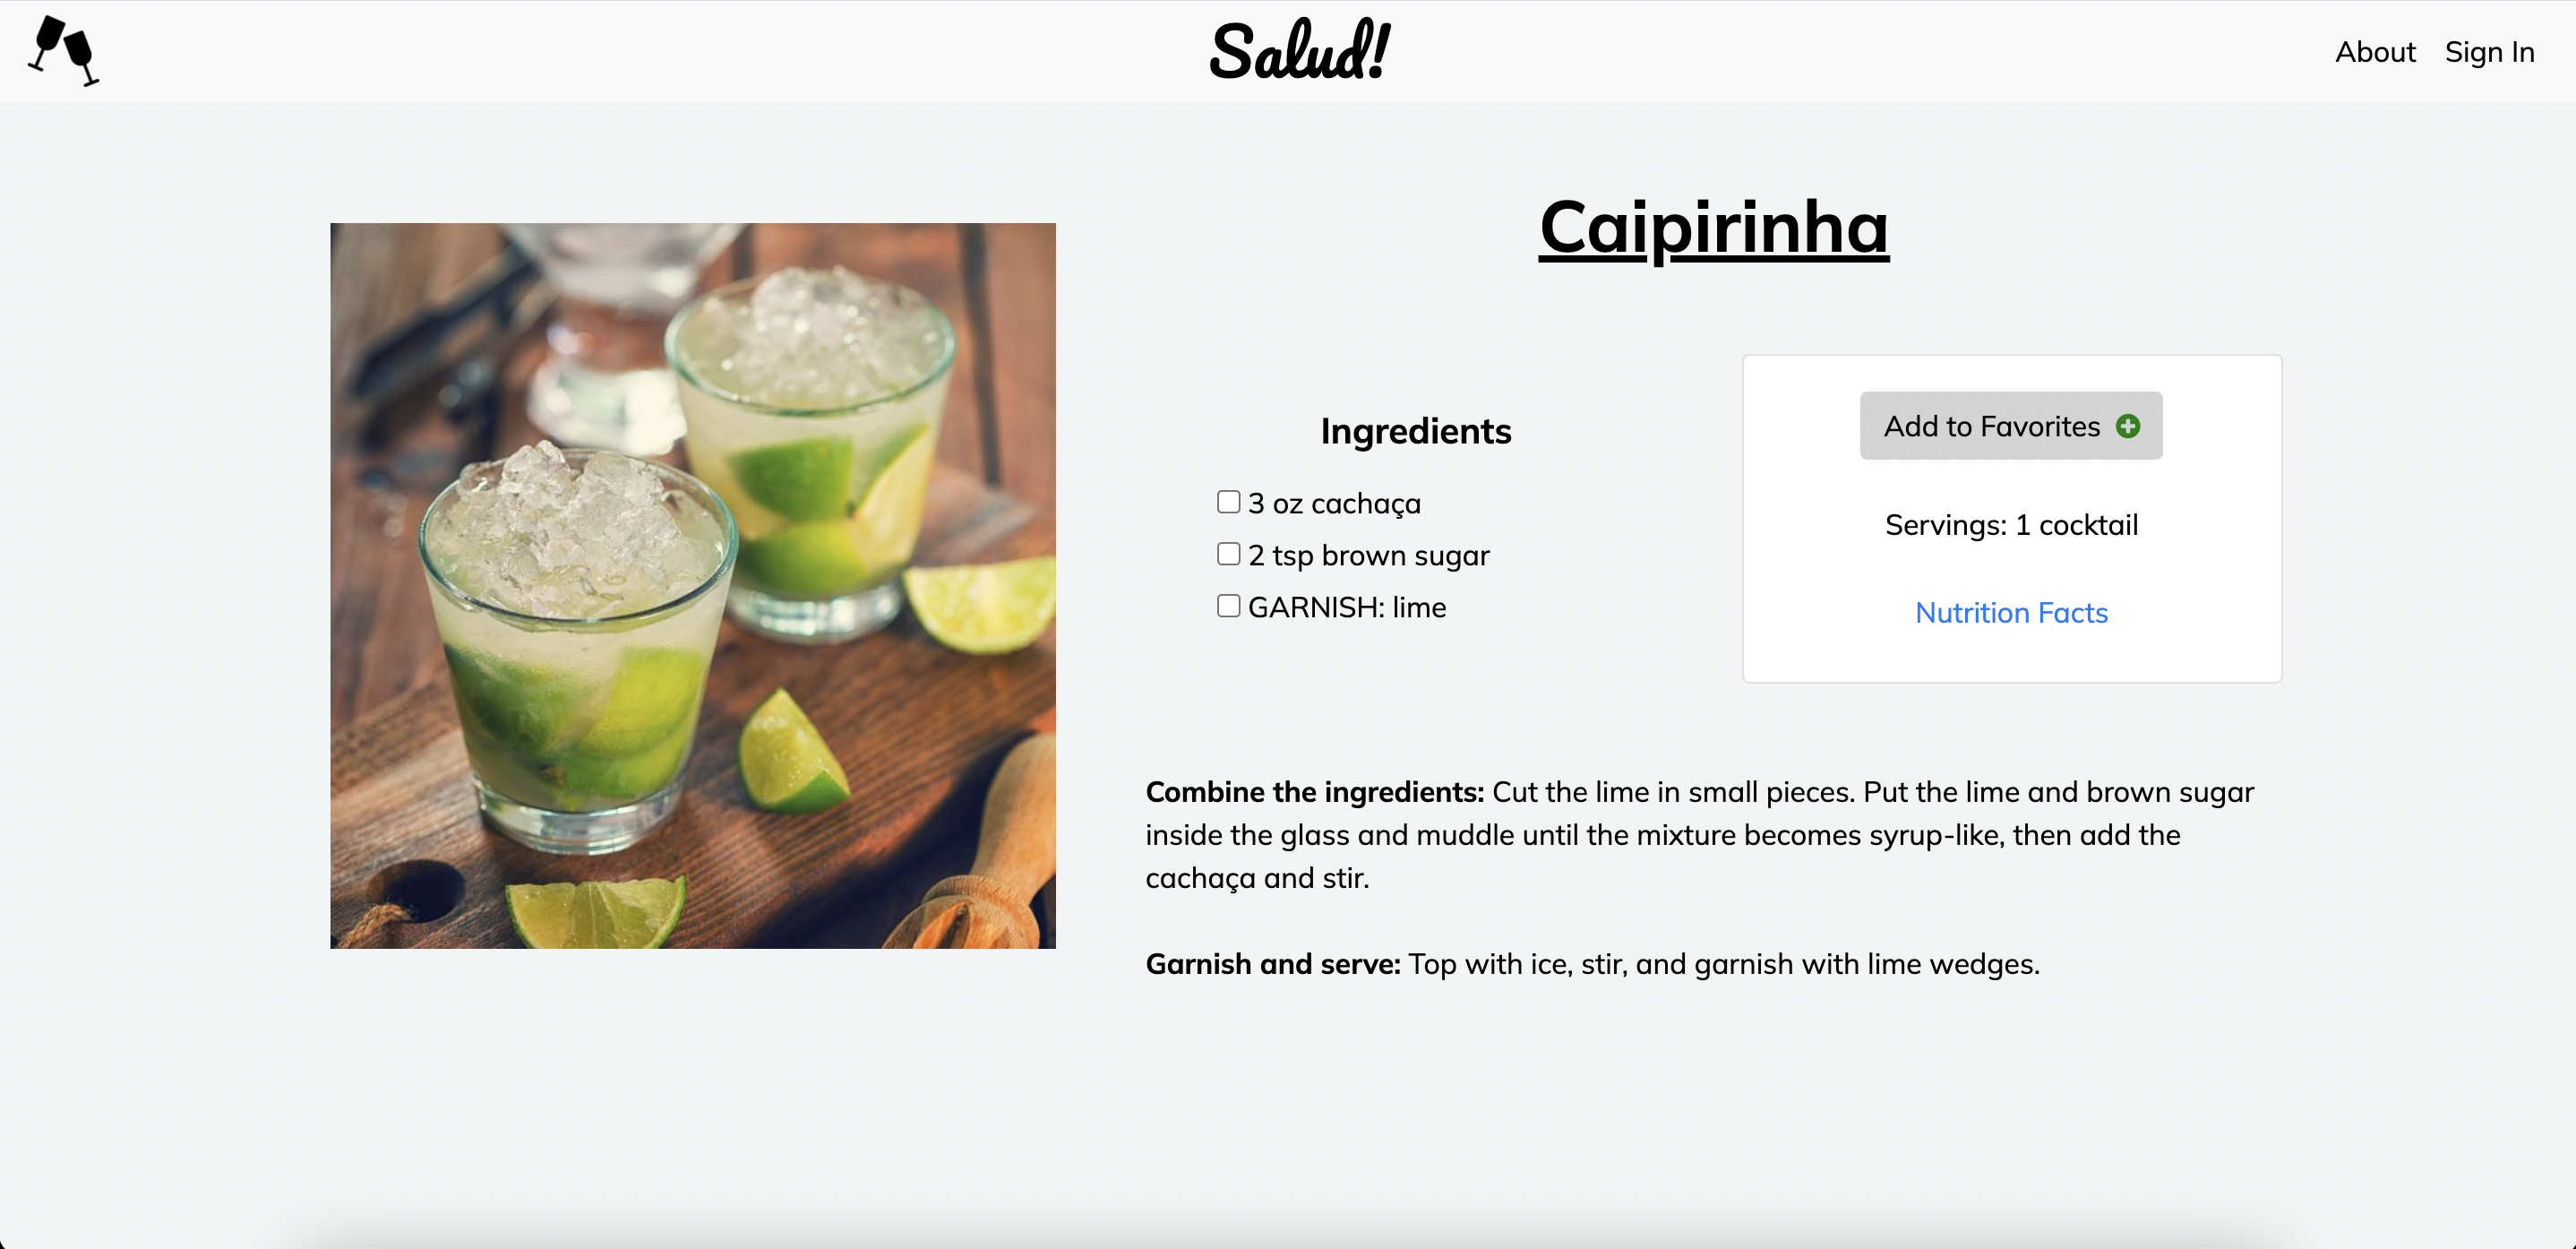 Salud!
About Sign In
Caipirinha
Ingredients
3 oz cachaça
2 tsp brown sugar
GARNISH: lime
Add to Favorites
Servings: 1 cocktail
Nutrition Facts
Combine the ingredients: Cut the lime in small pieces. Put the lime and brown sugar
inside the glass and muddle until the mixture becomes syrup-like, then add the
cachaça and stir.
Garnish and serve: Top with ice, stir, and garnish with lime wedges.